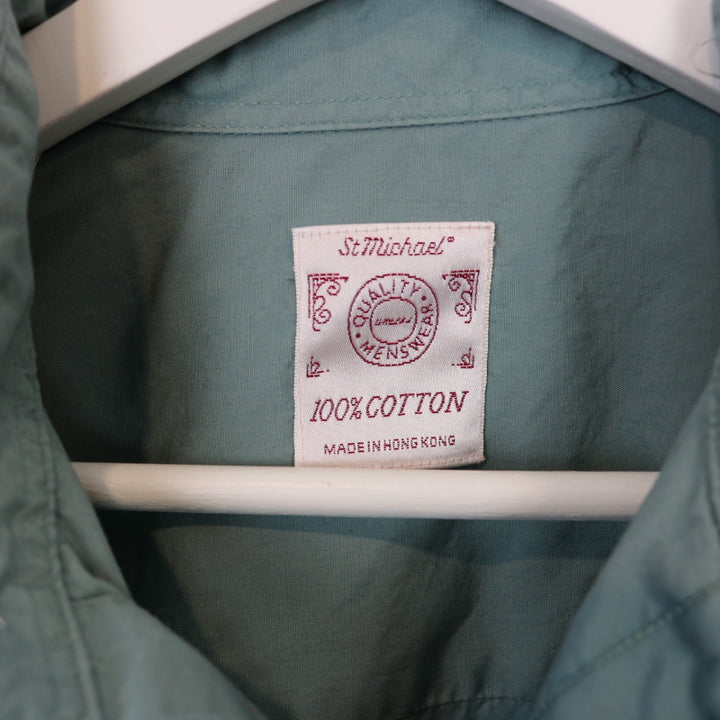 St Michael®
QUALITY
MENSWEAR
100% COTTON
MADE IN HONG KONG